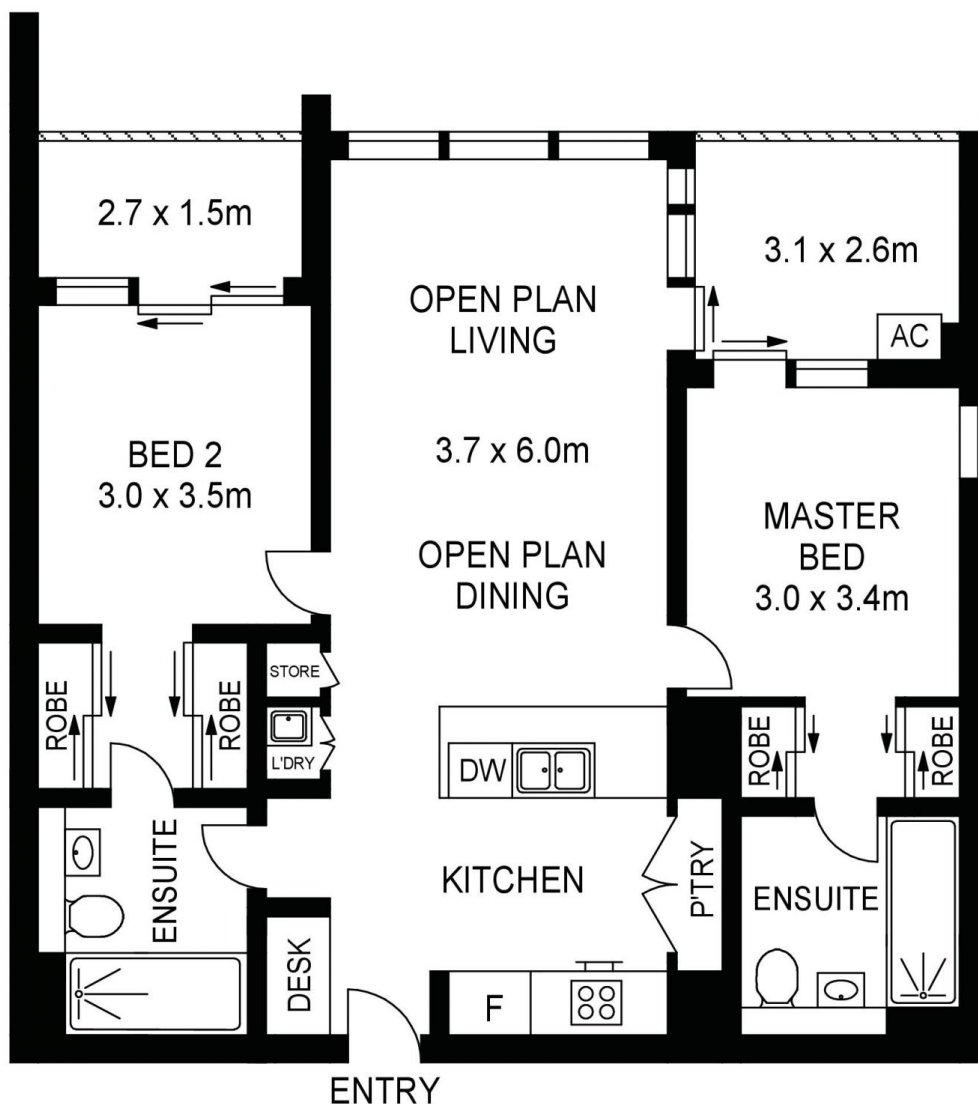 2.7 x 1.5m
3.1 x 2.6m
AC
OPEN PLAN
LIVING
3.7 x 6.0m
OPEN PLAN
DINING
BED 2
3.0 x 3.5m
MASTER
BED
3.0 x 3.4m
ROBE
ROBE
STORE
L'DRY
DW
ROBE
ROBE
ENSUITE
KITCHEN
P'TRY
ENSUITE
DESK
F
ENTRY